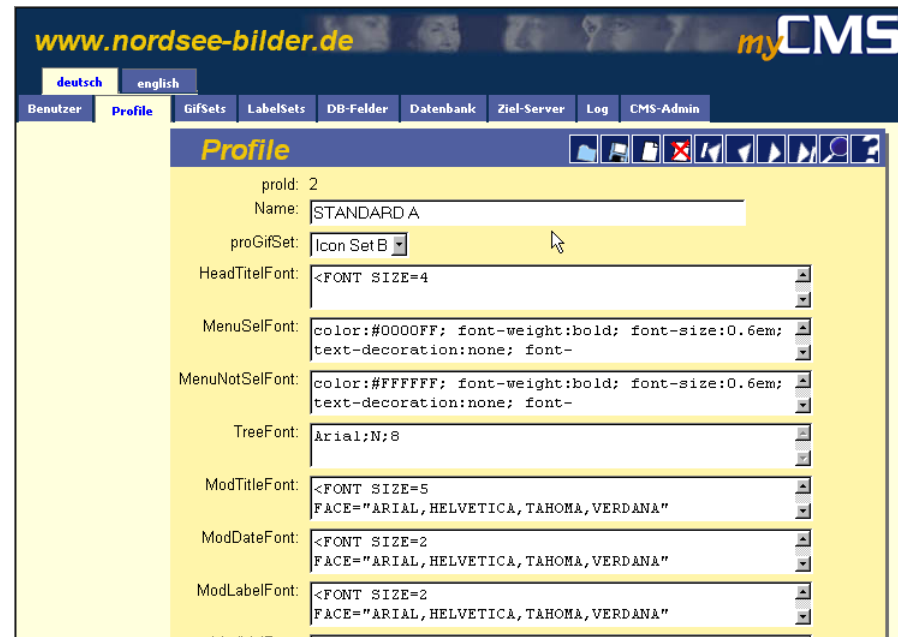 www.nordsee-bilder.de
myCMS
deutsch english
Benutzer Profile GifSets LabelSets DB-Felder Datenbank Ziel-Server Log CMS-Admin
Profile
proId: 2
Name: STANDARD A
proGifSet: Icon Set B
HeadTitelFont: <FONT SIZE=4
MenuSelFont: color:#0000FF; font-weight:bold; font-size:0.6em;
text-decoration:none; font-
MenuNotSelFont: color:#FFFFFF; font-weight:bold; font-size:0.6em;
text-decoration:none; font-
TreeFont: Arial;N;8
ModTitleFont: <FONT SIZE=5
FACE="ARIAL,HELVETICA,TAHOMA,VERDANA"
ModDateFont: <FONT SIZE=2
FACE="ARIAL,HELVETICA,TAHOMA,VERDANA"
ModLabelFont: <FONT SIZE=2
FACE="ARIAL,HELVETICA,TAHOMA,VERDANA"